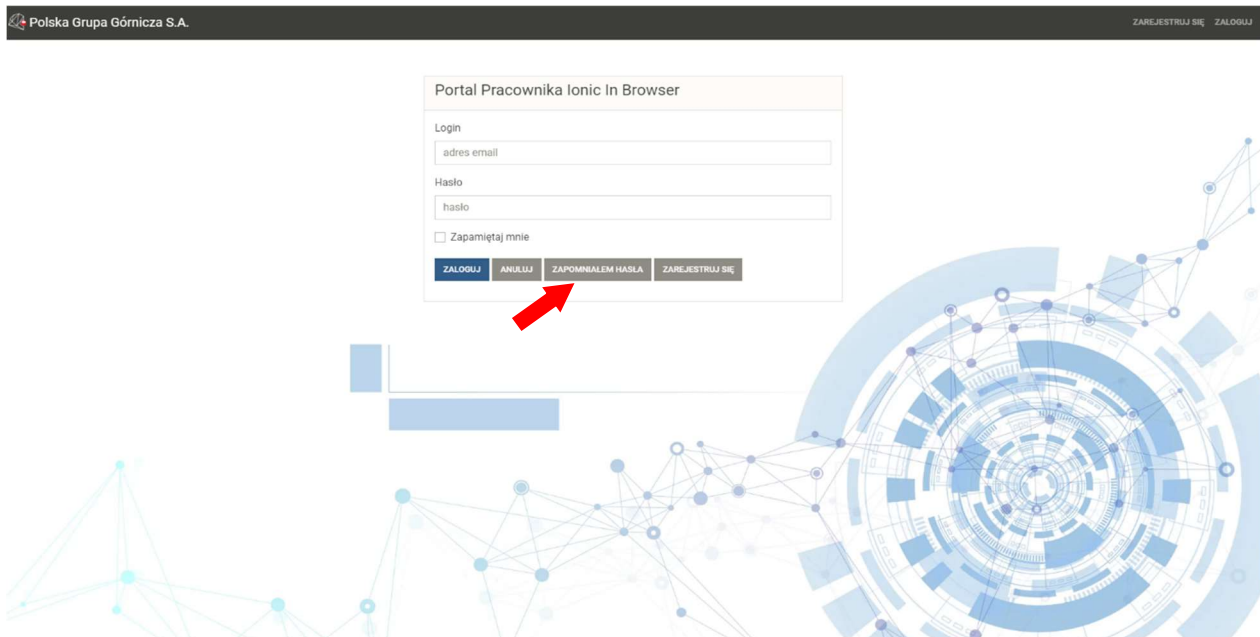 Polska Grupa Górnicza S.A.
ZAREJESTRUJ SIĘ ZALOGUJ
Portal Pracownika Ionic In Browser
Login
adres email
Hasło
hasło
Zapamiętaj mnie
ZALOGUJ ANULUJ ZAPOMNIAŁEM HASŁA ZAREJESTRUJ SIĘ